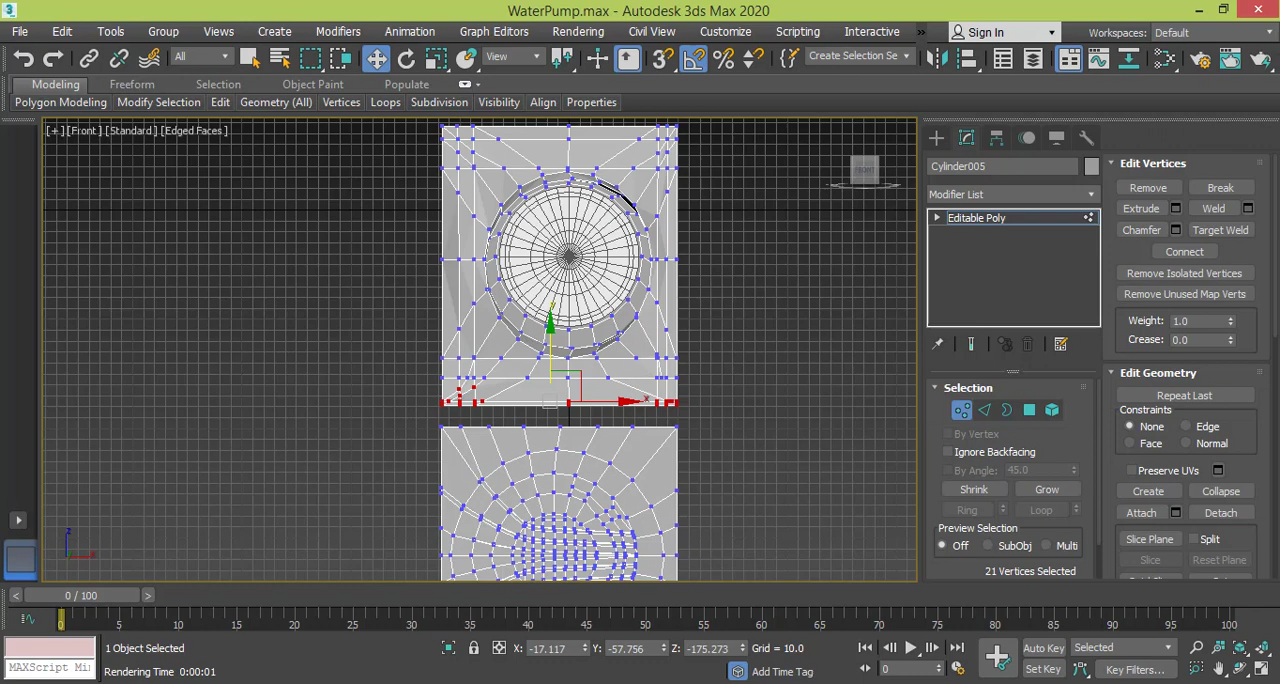 WaterPump.max - Autodesk 3ds Max 2020
File Edit Tools Group Views Create Modifiers Animation Graph Editors Rendering Civil View Customize Scripting Interactive » Sign In Workspaces: Default
All View Create Selection Se
Modeling Freeform Selection Object Paint Populate
Polygon Modeling Modify Selection Edit Geometry (All) Vertices Loops Subdivision Visibility Align Properties
[+] [Front ] [Standard ] [Edged Faces ]
FRONT
Cylinder005
Modifier List
Editable Poly
Selection
By Vertex
Ignore Backfacing
By Angle: 45.0
Shrink Grow
Ring Loop
Preview Selection
Off SubObj Multi
21 Vertices Selected
Edit Vertices
Remove Break
Extrude Weld
Chamfer Target Weld
Connect
Remove Isolated Vertices
Remove Unused Map Verts
Weight: 1.0
Crease: 0.0
Edit Geometry
Repeat Last
Constraints
None Edge
Face Normal
Preserve UVs
Create Collapse
Attach Detach
Slice Plane Split
Slice Reset Plane
x
y
z
x
< 0 / 100 >
0 5 10 15 20 25 30 35 40 45 50 55 60 65 70 75 80 85 90 95 100
1 Object Selected X: -17.117 Y: -57.756 Z: -175.273 Grid = 10.0 Auto Key Selected
MAXScript Mi
Rendering Time 0:00:01 Add Time Tag 0 Set Key Key Filters...